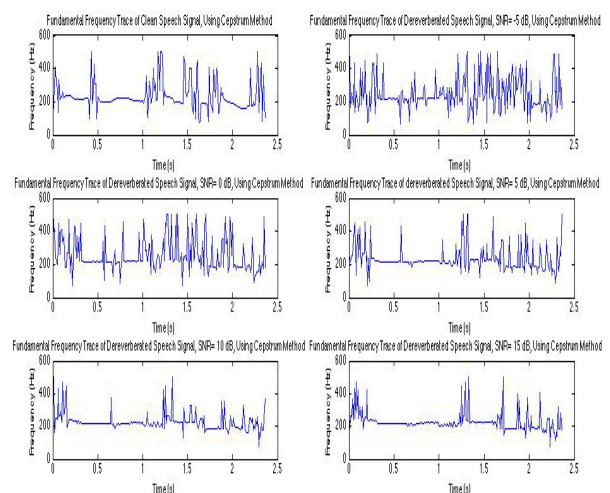 Fundamental Frequency Trace of Clean Speech Signal, Using Cepstrum Method
600
400
200
0
Frequency (Hz)
0 0.5 1 1.5 2 2.5
Time (s)
Fundamental Frequency Trace of Dereverberated Speech Signal, SNR= -5 dB, Using Cepstrum Method
600
400
200
0
Frequency (Hz)
0 0.5 1 1.5 2 2.5
Time (s)
Fundamental Frequency Trace of Dereverberated Speech Signal, SNR= 0 dB, Using Cepstrum Method
600
400
200
0
Frequency (Hz)
0 0.5 1 1.5 2 2.5
Time (s)
Fundamental Frequency Trace of dereverberated Speech Signal, SNR= 5 dB, Using Cepstrum Method
600
400
200
0
Frequency (Hz)
0 0.5 1 1.5 2 2.5
Time (s)
Fundamental Frequency Trace of Dereverberated Speech Signal, SNR= 10 dB, Using Cepstrum Method
600
400
200
0
Frequency (Hz)
0 0.5 1 1.5 2 2.5
Time (s)
Fundamental Frequency Trace of Dereverberated Speech Signal, SNR= 15 dB, Using Cepstrum Method
600
400
200
0
Frequency (Hz)
0 0.5 1 1.5 2 2.5
Time (s)